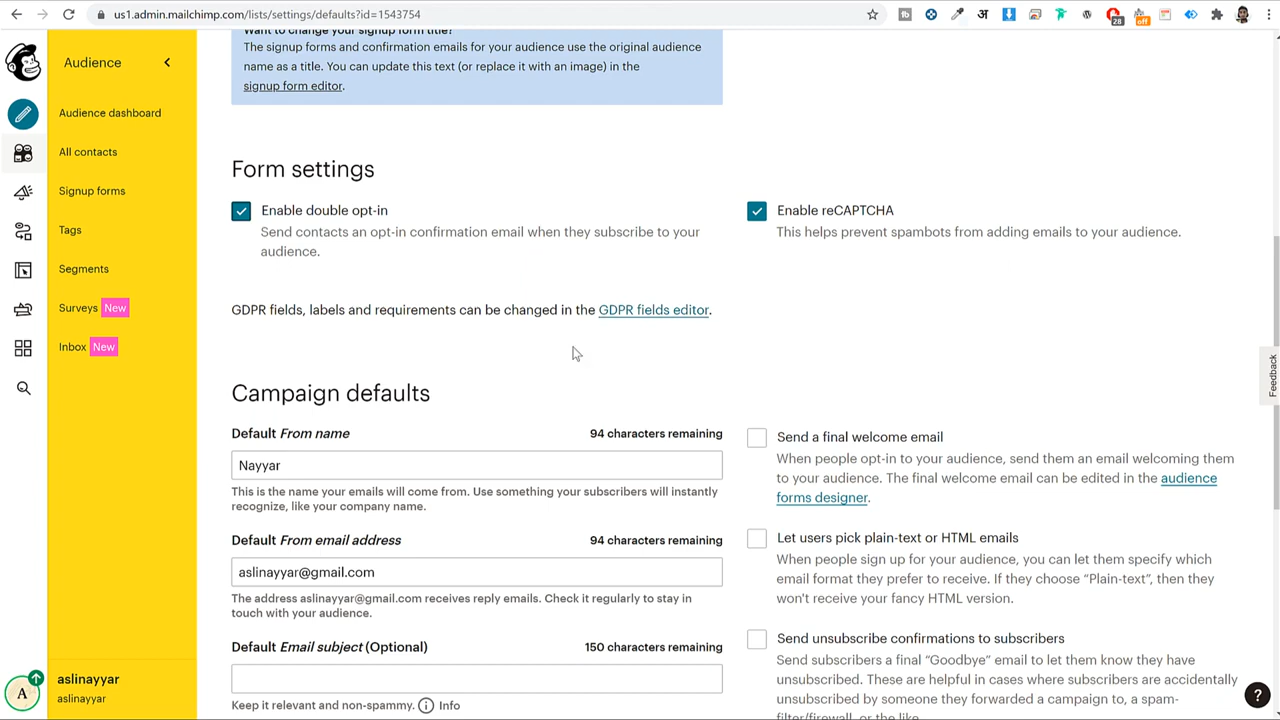 us1.admin.mailchimp.com/lists/settings/defaults?id=1543754
28
off
Audience
Audience dashboard
All contacts
Signup forms
Tags
Segments
Surveys New
Inbox New
A
aslinayyar
aslinayyar
Want to change your signup form title?
The signup forms and confirmation emails for your audience use the original audience
name as a title. You can update this text (or replace it with an image) in the
signup form editor.
Form settings
Enable double opt-in
Send contacts an opt-in confirmation email when they subscribe to your
audience.
Enable reCAPTCHA
This helps prevent spambots from adding emails to your audience.
GDPR fields, labels and requirements can be changed in the GDPR fields editor.
Campaign defaults
Default From name 94 characters remaining
Nayyar
This is the name your emails will come from. Use something your subscribers will instantly
recognize, like your company name.
Default From email address 94 characters remaining
aslinayyar@gmail.com
The address aslinayyar@gmail.com receives reply emails. Check it regularly to stay in
touch with your audience.
Default Email subject (Optional) 150 characters remaining
Keep it relevant and non-spammy. i Info
Send a final welcome email
When people opt-in to your audience, send them an email welcoming them
to your audience. The final welcome email can be edited in the audience
forms designer.
Let users pick plain-text or HTML emails
When people sign up for your audience, you can let them specify which
email format they prefer to receive. If they choose “Plain-text”, then they
won't receive your fancy HTML version.
Send unsubscribe confirmations to subscribers
Send subscribers a final “Goodbye” email to let them know they have
unsubscribed. These are helpful in cases where subscribers are accidentally
unsubscribed by someone they forwarded a campaign to, a spam-
filter/firewall, or the like.
Feedback
?